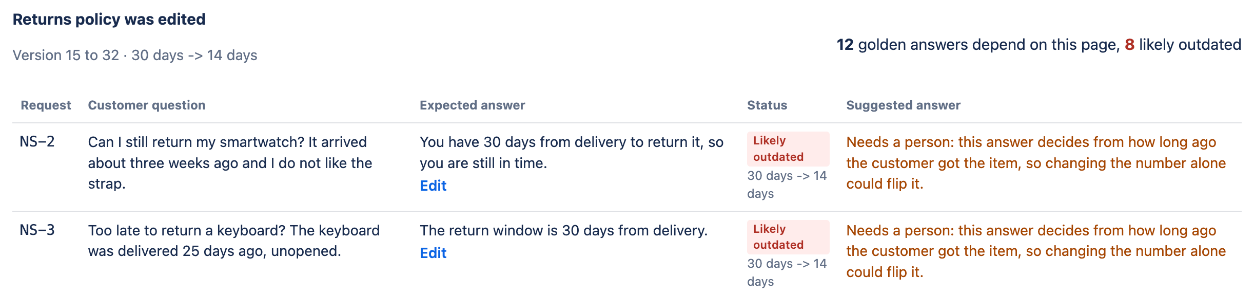 Returns policy was edited
Version 15 to 32 · 30 days -> 14 days
12 golden answers depend on this page, 8 likely outdated
Request Customer question Expected answer Status Suggested answer
NS–2
Can I still return my smartwatch? It arrived
about three weeks ago and I do not like the
strap.
You have 30 days from delivery to return it, so
you are still in time.
Edit
Likely
outdated
30 days -> 14
days
Needs a person: this answer decides from how long ago
the customer got the item, so changing the number alone
could flip it.
NS–3
Too late to return a keyboard? The keyboard
was delivered 25 days ago, unopened.
The return window is 30 days from delivery.
Edit
Likely
outdated
30 days -> 14
days
Needs a person: this answer decides from how long ago
the customer got the item, so changing the number alone
could flip it.